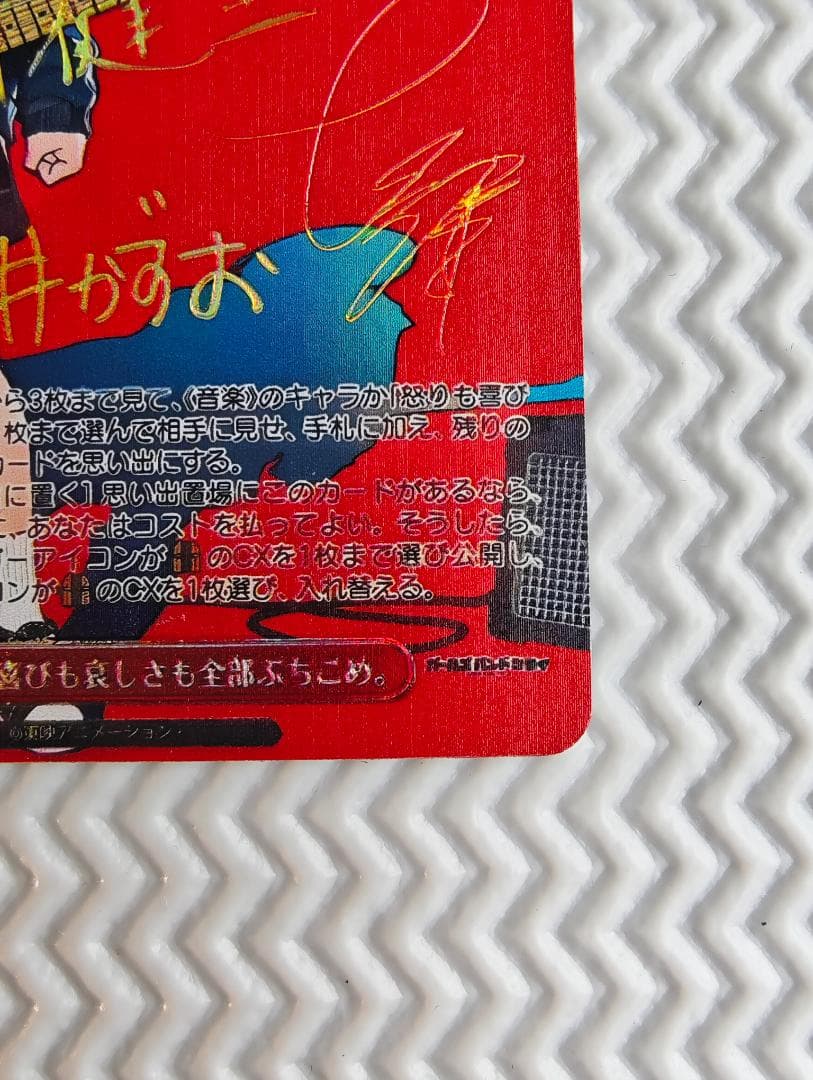 井かずお
ら3枚まで見て、《音楽》のキャラか「怒りも喜び
枚まで選んで相手に見せ、手札に加え、残りの
カードを思い出にする。
に置く］思い出置場にこのカードがあるなら、
、あなたはコストを払ってよい。そうしたら、
ーアイコンが のCXを1枚まで選び公開し、
ンが のCXを1枚選び、入れ替える。
喜びも哀しさも全部ぶちこめ。
ガールズバンドクライ
©東映アニメーション